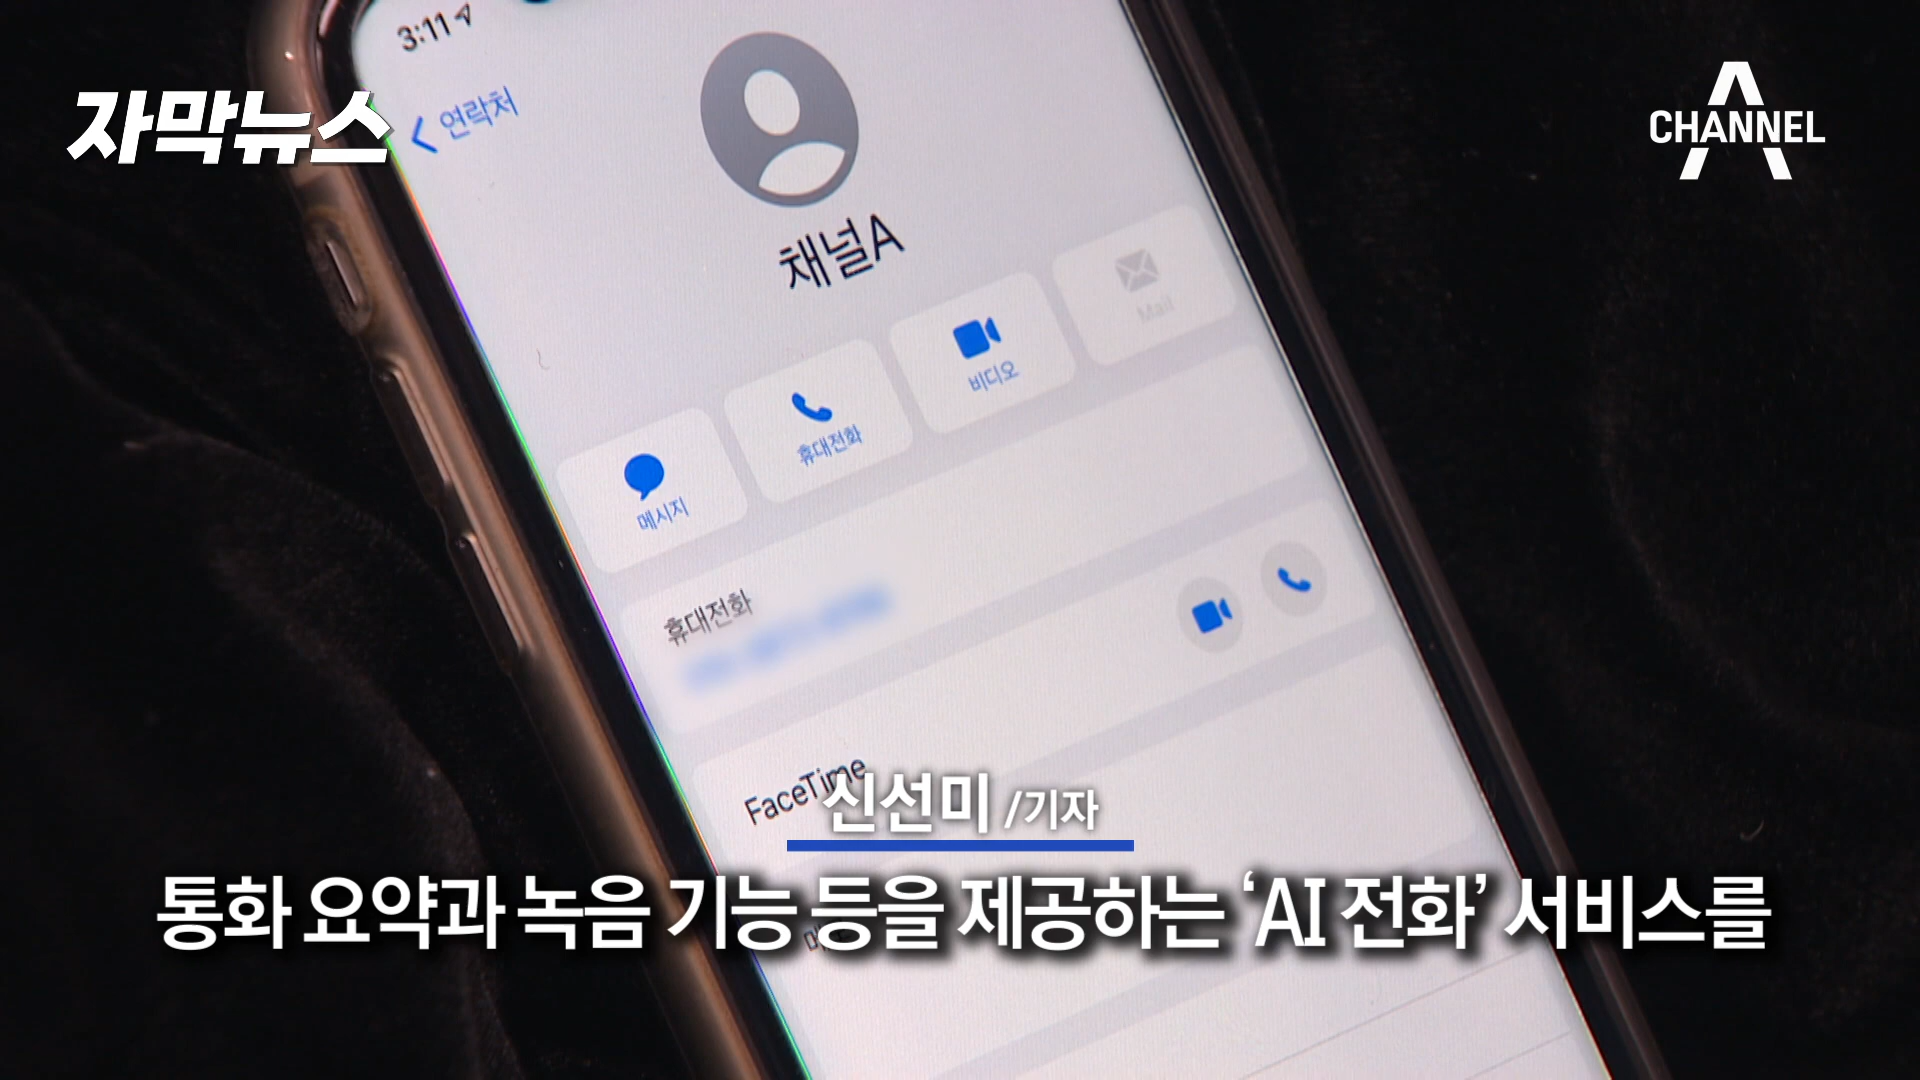 3:11
자막뉴스
CHANNEL A
연락처
채널A
메시지
휴대전화
비디오
Mail
휴대전화
FaceTime
신선미 /기자
통화 요약과 녹음 기능 등을 제공하는 ‘AI 전화’ 서비스를